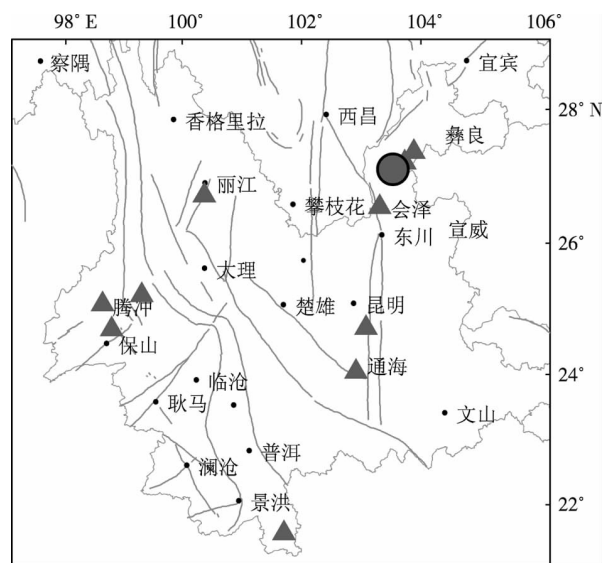 98° E
100°
102°
104°
106°
察隅
宜宾
28° N
西昌
香格里拉
彝良
丽江
攀枝花
会泽
宣威
东川
26°
大理
腾冲
楚雄
昆明
保山
通海
24°
临沧
耿马
文山
普洱
澜沧
景洪
22°